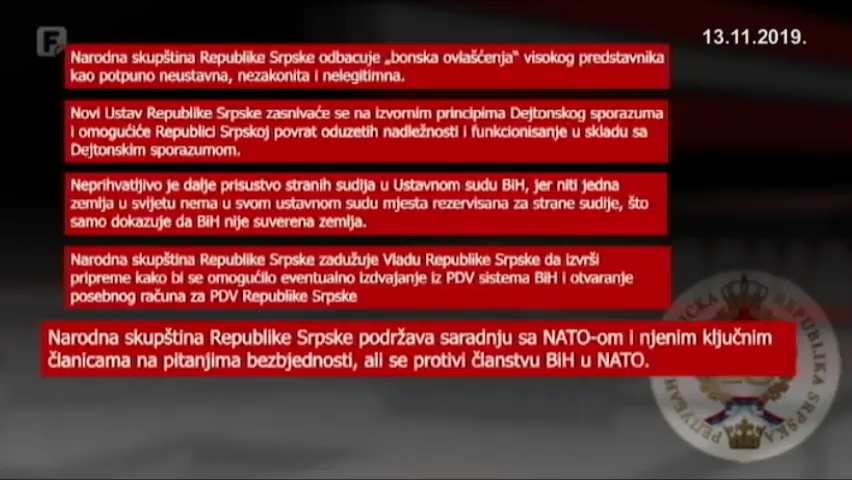 F
13.11.2019.
Narodna skupština Republike Srpske odbacuje „bonska ovlašćenja“ visokog predstavnika
kao potpuno neustavna, nezakonita i nelegitimna.
Novi Ustav Republike Srpske zasnivaće se na izvornim principima Dejtonskog sporazuma
i omogućiće Republici Srpskoj povrat oduzetih nadležnosti i funkcionisanje u skladu sa
Dejtonskim sporazumom.
Neprihvatljivo je dalje prisustvo stranih sudija u Ustavnom sudu BiH, jer niti jedna
zemlja u svijetu nema u svom ustavnom sudu mjesta rezervisana za strane sudije, što
samo dokazuje da BiH nije suverena zemlja.
Narodna skupština Republike Srpske zadužuje Vladu Republike Srpske da izvrši
pripreme kako bi se omogućilo eventualno izdvajanje iz PDV sistema BiH i otvaranje
posebnog računa za PDV Republike Srpske
Narodna skupština Republike Srpske podržava saradnju sa NATO-om i njenim ključnim
članicama na pitanjima bezbjednosti, ali se protivi članstvu BiH u NATO.
REPUBLIKA SRPSKA